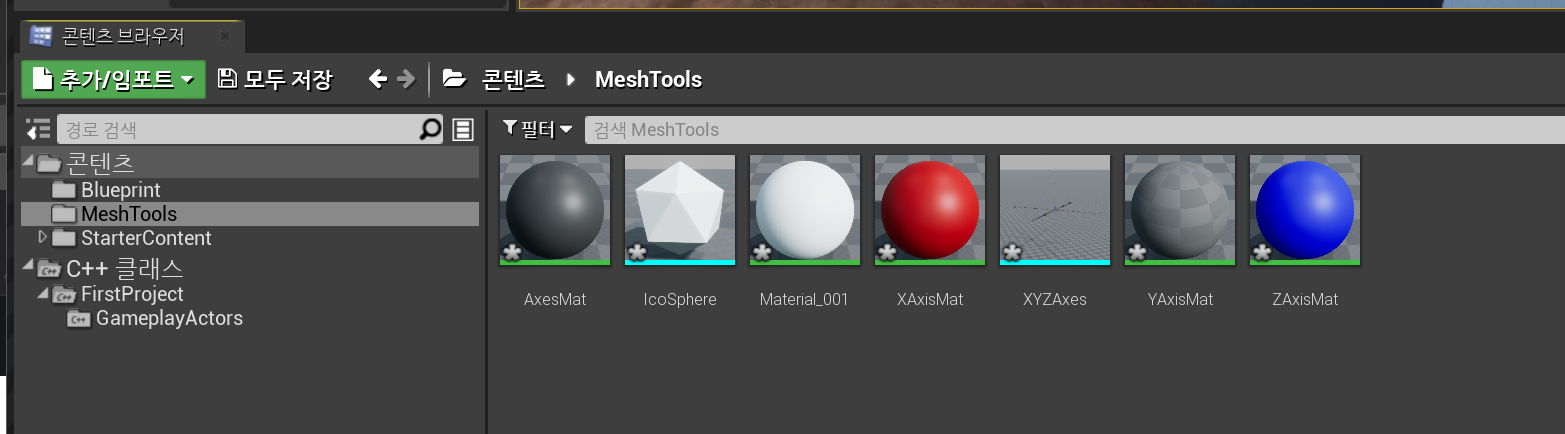 콘텐츠 브라우저
추가/임포트 모두 저장 콘텐츠 MeshTools
경로 검색 필터 검색 MeshTools
콘텐츠
Blueprint
MeshTools
StarterContent
C++ 클래스
FirstProject
GameplayActors
AxesMat IcoSphere Material_001 XAxisMat XYZAxes YAxisMat ZAxisMat